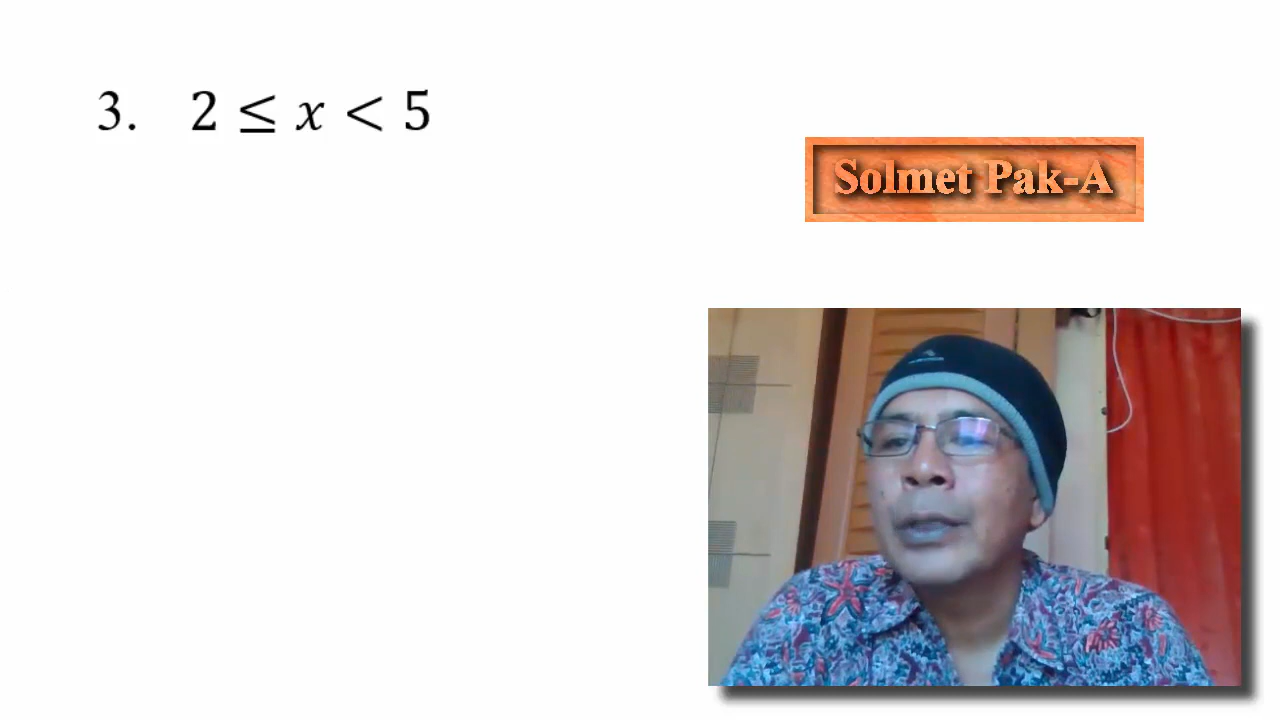 3. 2 ≤ x < 5
Solmet Pak-A